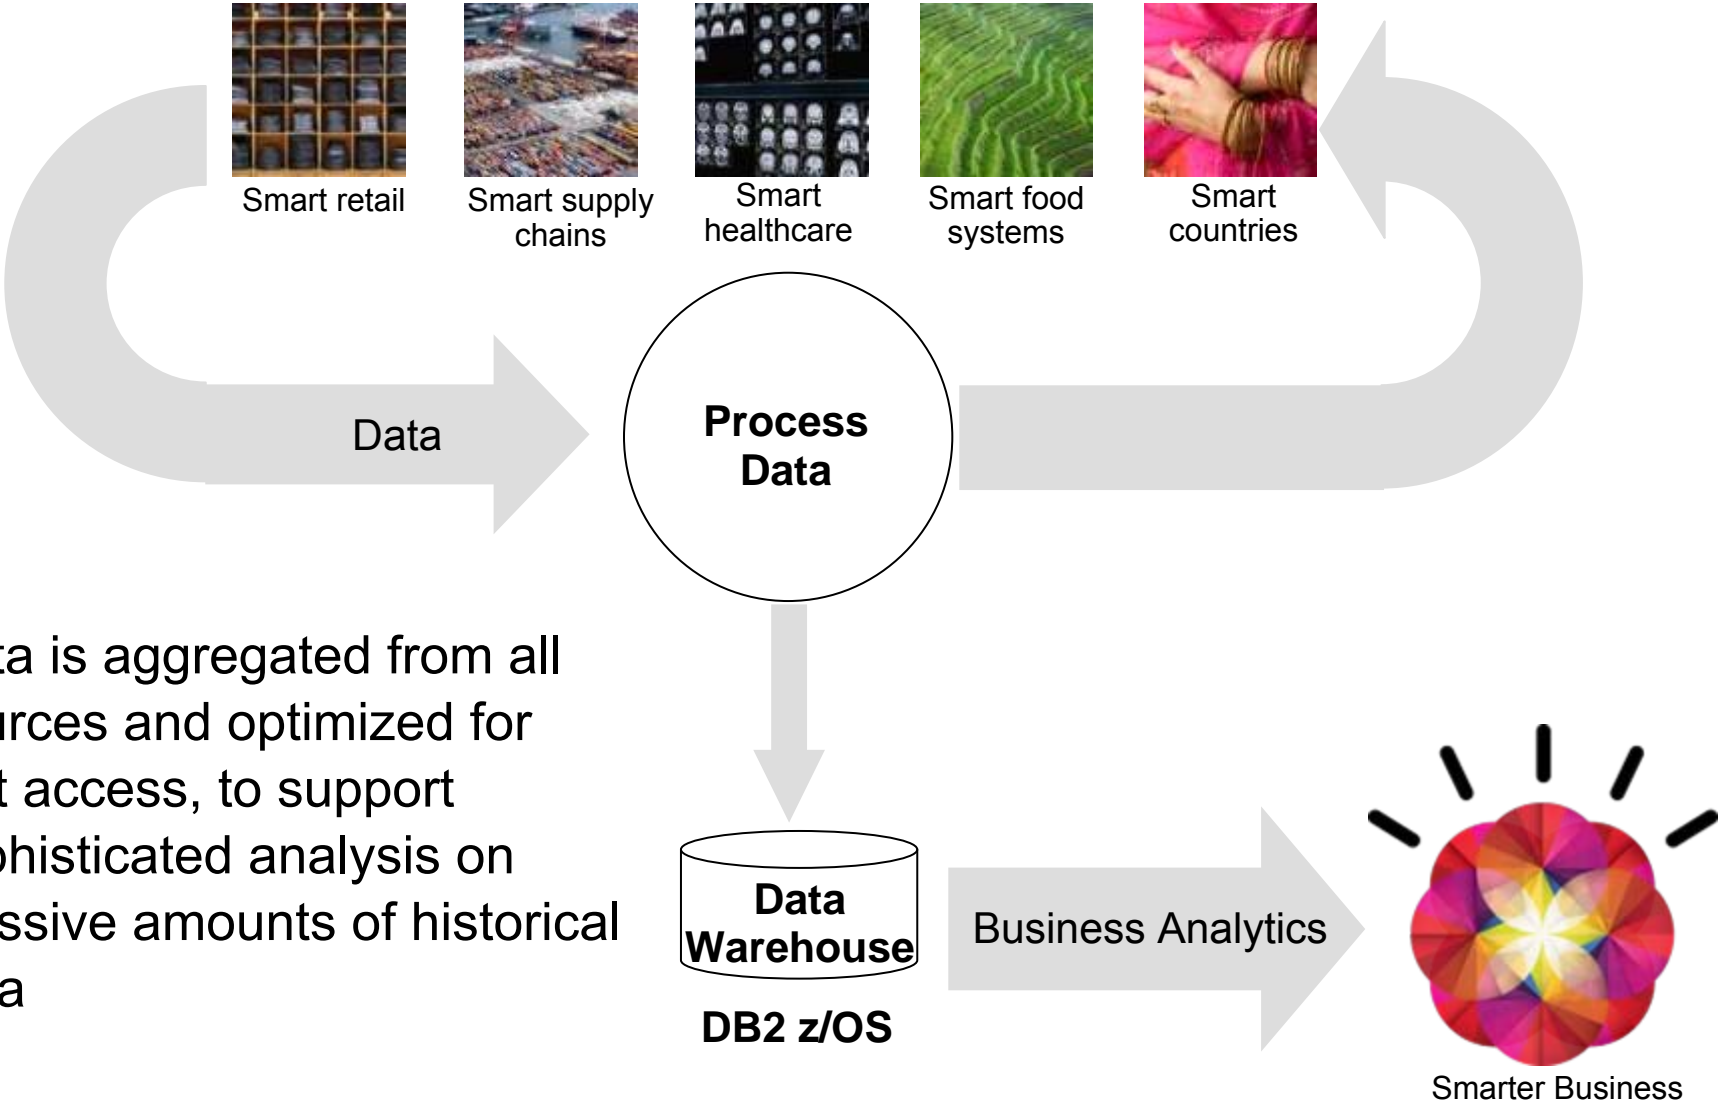 Smart retail
Smart supply
chains
Smart
healthcare
Smart food
systems
Smart
countries
Data
Process
Data
ta is aggregated from all
urces and optimized for
t access, to support
phisticated analysis on
ssive amounts of historical
a
Data
Warehouse
DB2 z/OS
Business Analytics
Smarter Business